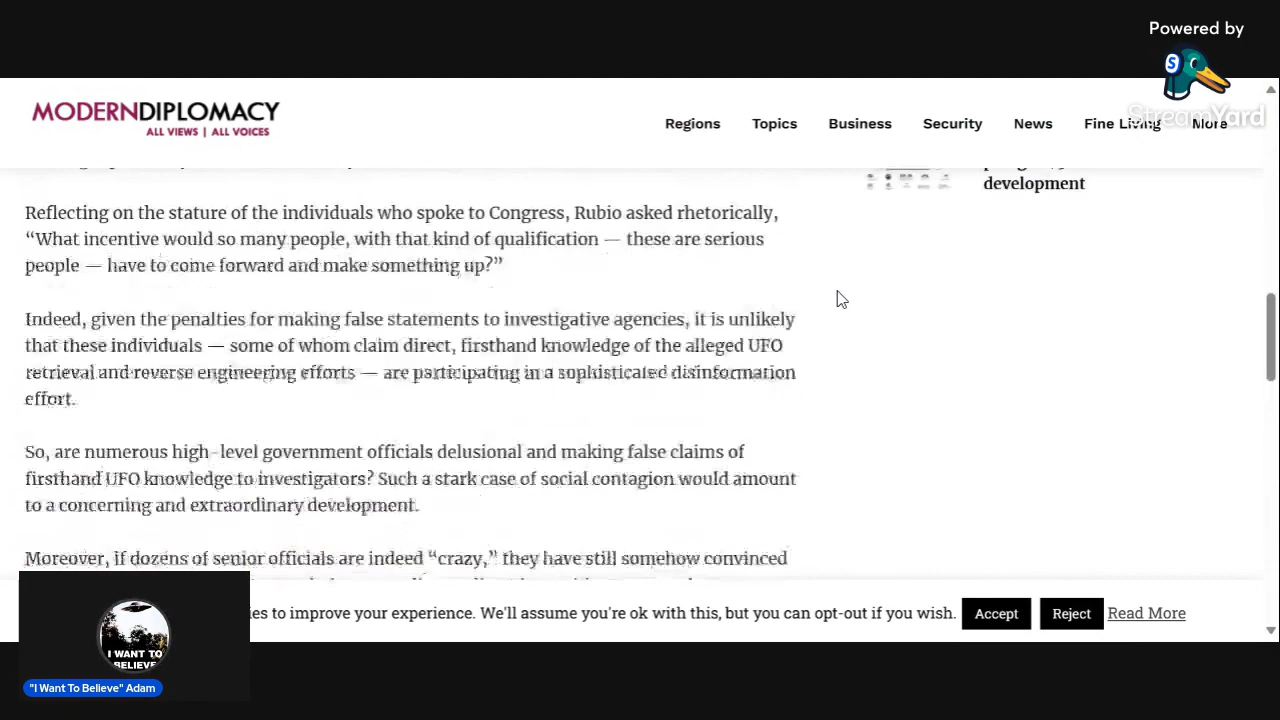 Powered by
StreamYard
MODERNDIPLOMACY
ALL VIEWS | ALL VOICES
Regions Topics Business Security News Fine Living More
development
Reflecting on the stature of the individuals who spoke to Congress, Rubio asked rhetorically,
“What incentive would so many people, with that kind of qualification — these are serious
people — have to come forward and make something up?”
Indeed, given the penalties for making false statements to investigative agencies, it is unlikely
that these individuals — some of whom claim direct, firsthand knowledge of the alleged UFO
retrieval and reverse engineering efforts — are participating in a sophisticated disinformation
effort.
So, are numerous high-level government officials delusional and making false claims of
firsthand UFO knowledge to investigators? Such a stark case of social contagion would amount
to a concerning and extraordinary development.
Moreover, if dozens of senior officials are indeed “crazy,” they have still somehow convinced
to improve your experience. We'll assume you're ok with this, but you can opt-out if you wish. Accept Reject Read More
I WANT TO
BELIEVE
"I Want To Believe" Adam